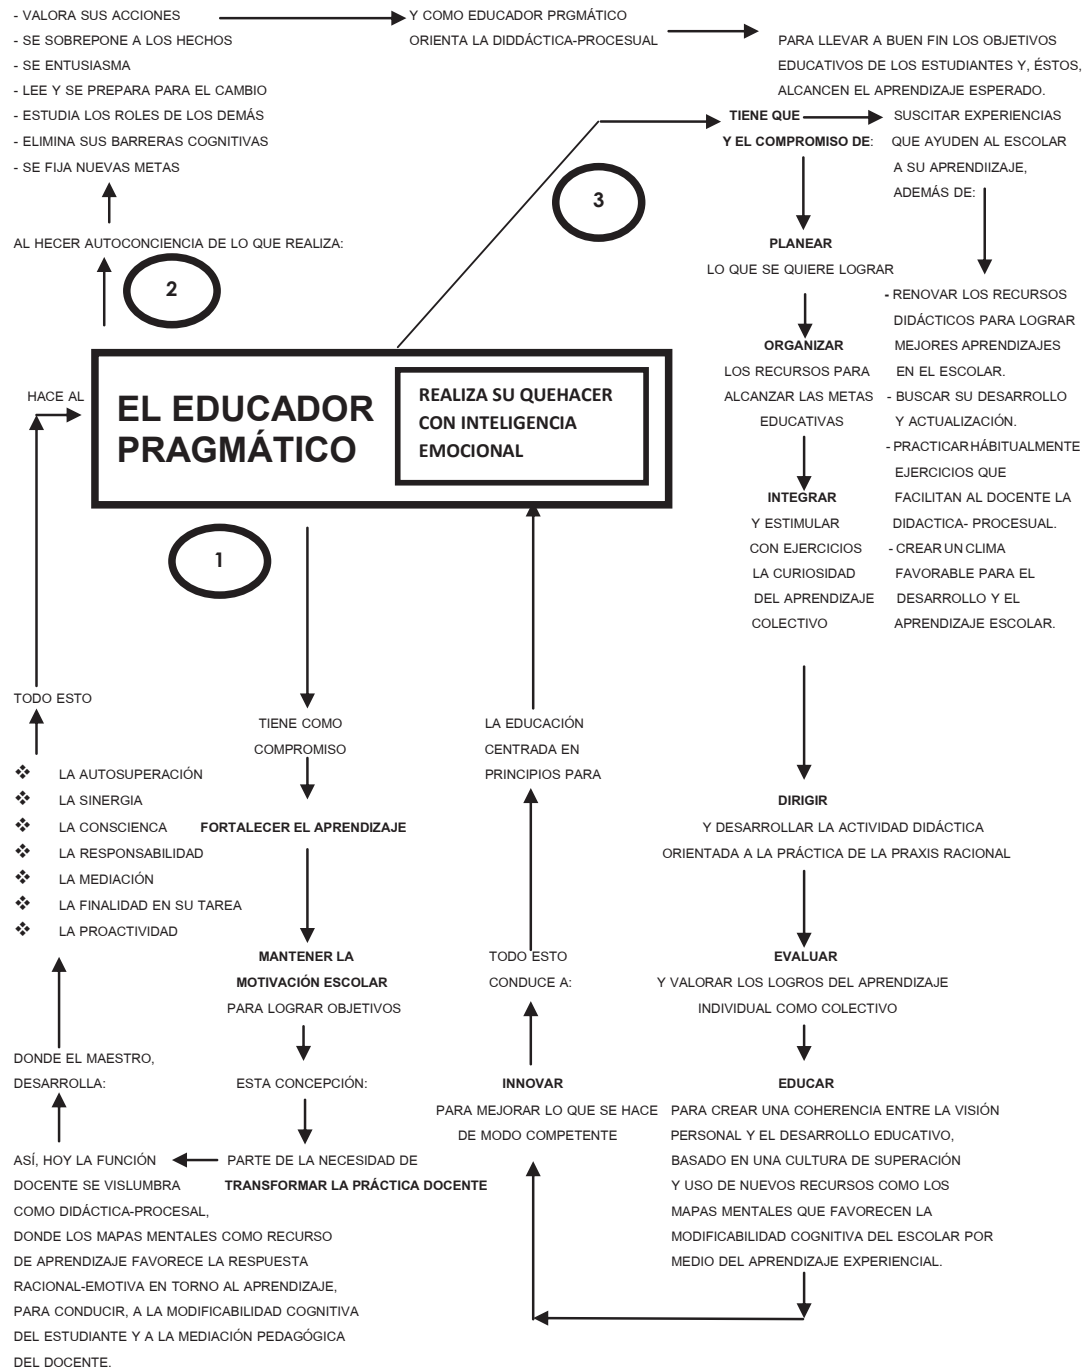 - VALORA SUS ACCIONES
- SE SOBREPONE A LOS HECHOS
- SE ENTUSIASMA
- LEE Y SE PREPARA PARA EL CAMBIO
- ESTUDIA LOS ROLES DE LOS DEMÁS
- ELIMINA SUS BARRERAS COGNITIVAS
- SE FIJA NUEVAS METAS
Y COMO EDUCADOR PRGMÁTICO
ORIENTA LA DIDDÁCTICA-PROCESUAL
PARA LLEVAR A BUEN FIN LOS OBJETIVOS
EDUCATIVOS DE LOS ESTUDIANTES Y, ÉSTOS,
ALCANCEN EL APRENDIZAJE ESPERADO.
AL HECER AUTOCONCIENCIA DE LO QUE REALIZA:
2
3
TIENE QUE
Y EL COMPROMISO DE:
SUSCITAR EXPERIENCIAS
QUE AYUDEN AL ESCOLAR
A SU APRENDIIZAJE,
ADEMÁS DE:
PLANEAR
LO QUE SE QUIERE LOGRAR
ORGANIZAR
LOS RECURSOS PARA
ALCANZAR LAS METAS
EDUCATIVAS
INTEGRAR
Y ESTIMULAR
CON EJERCICIOS
LA CURIOSIDAD
DEL APRENDIZAJE
COLECTIVO
- RENOVAR LOS RECURSOS
DIDÁCTICOS PARA LOGRAR
MEJORES APRENDIZAJES
EN EL ESCOLAR.
- BUSCAR SU DESARROLLO
Y ACTUALIZACIÓN.
- PRACTICAR HÁBITUALMENTE
EJERCICIOS QUE
FACILITAN AL DOCENTE LA
DIDACTICA- PROCESUAL.
- CREAR UN CLIMA
FAVORABLE PARA EL
DESARROLLO Y EL
APRENDIZAJE ESCOLAR.
HACE AL
EL EDUCADOR
PRAGMÁTICO
REALIZA SU QUEHACER
CON INTELIGENCIA
EMOCIONAL
1
TODO ESTO
❖ LA AUTOSUPERACIÓN
❖ LA SINERGIA
❖ LA CONSCIENCA
❖ LA RESPONSABILIDAD
❖ LA MEDIACIÓN
❖ LA FINALIDAD EN SU TAREA
❖ LA PROACTIVIDAD
TIENE COMO
COMPROMISO
FORTALECER EL APRENDIZAJE
MANTENER LA
MOTIVACIÓN ESCOLAR
PARA LOGRAR OBJETIVOS
ESTA CONCEPCIÓN:
PARTE DE LA NECESIDAD DE
TRANSFORMAR LA PRÁCTICA DOCENTE
LA EDUCACIÓN
CENTRADA EN
PRINCIPIOS PARA
TODO ESTO
CONDUCE A:
INNOVAR
PARA MEJORAR LO QUE SE HACE
DE MODO COMPETENTE
DIRIGIR
Y DESARROLLAR LA ACTIVIDAD DIDÁCTICA
ORIENTADA A LA PRÁCTICA DE LA PRAXIS RACIONAL
EVALUAR
Y VALORAR LOS LOGROS DEL APRENDIZAJE
INDIVIDUAL COMO COLECTIVO
EDUCAR
PARA CREAR UNA COHERENCIA ENTRE LA VISIÓN
PERSONAL Y EL DESARROLLO EDUCATIVO,
BASADO EN UNA CULTURA DE SUPERACIÓN
Y USO DE NUEVOS RECURSOS COMO LOS
MAPAS MENTALES QUE FAVORECEN LA
MODIFICABILIDAD COGNITIVA DEL ESCOLAR POR
MEDIO DEL APRENDIZAJE EXPERIENCIAL.
DONDE EL MAESTRO,
DESARROLLA:
ASÍ, HOY LA FUNCIÓN
DOCENTE SE VISLUMBRA
COMO DIDÁCTICA-PROCESAL,
DONDE LOS MAPAS MENTALES COMO RECURSO
DE APRENDIZAJE FAVORECE LA RESPUESTA
RACIONAL-EMOTIVA EN TORNO AL APRENDIZAJE,
PARA CONDUCIR, A LA MODIFICABILIDAD COGNITIVA
DEL ESTUDIANTE Y A LA MEDIACIÓN PEDAGÓGICA
DEL DOCENTE.